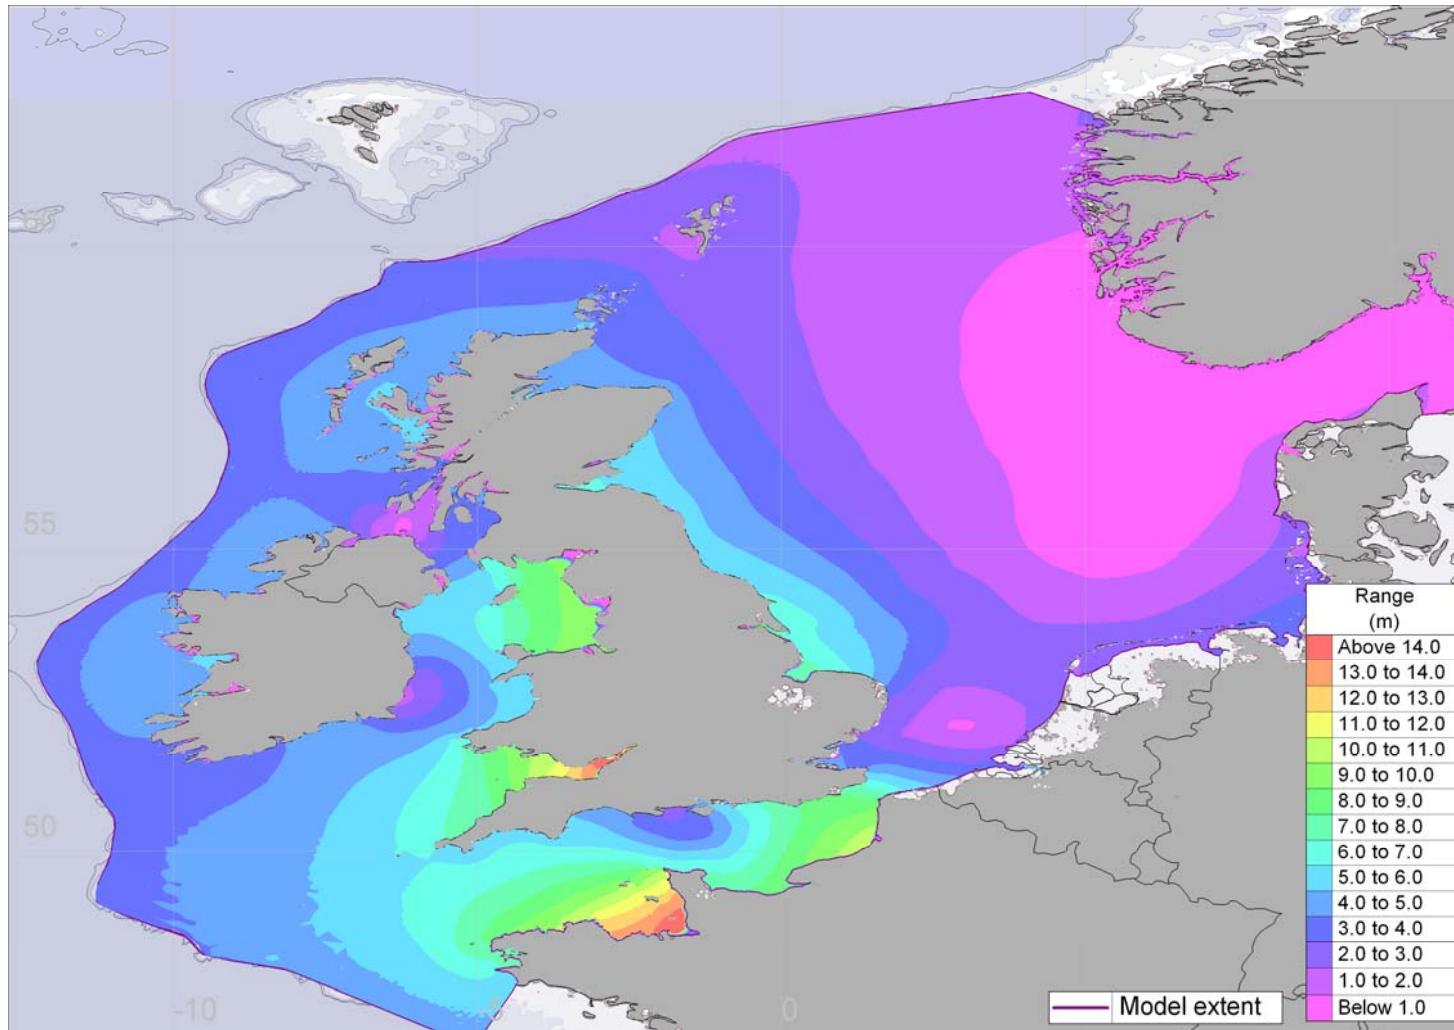 55
50
-10
-5
0
Range
(m)
Above 14.0
13.0 to 14.0
12.0 to 13.0
11.0 to 12.0
10.0 to 11.0
9.0 to 10.0
8.0 to 9.0
7.0 to 8.0
6.0 to 7.0
5.0 to 6.0
4.0 to 5.0
3.0 to 4.0
2.0 to 3.0
1.0 to 2.0
Below 1.0
Model extent